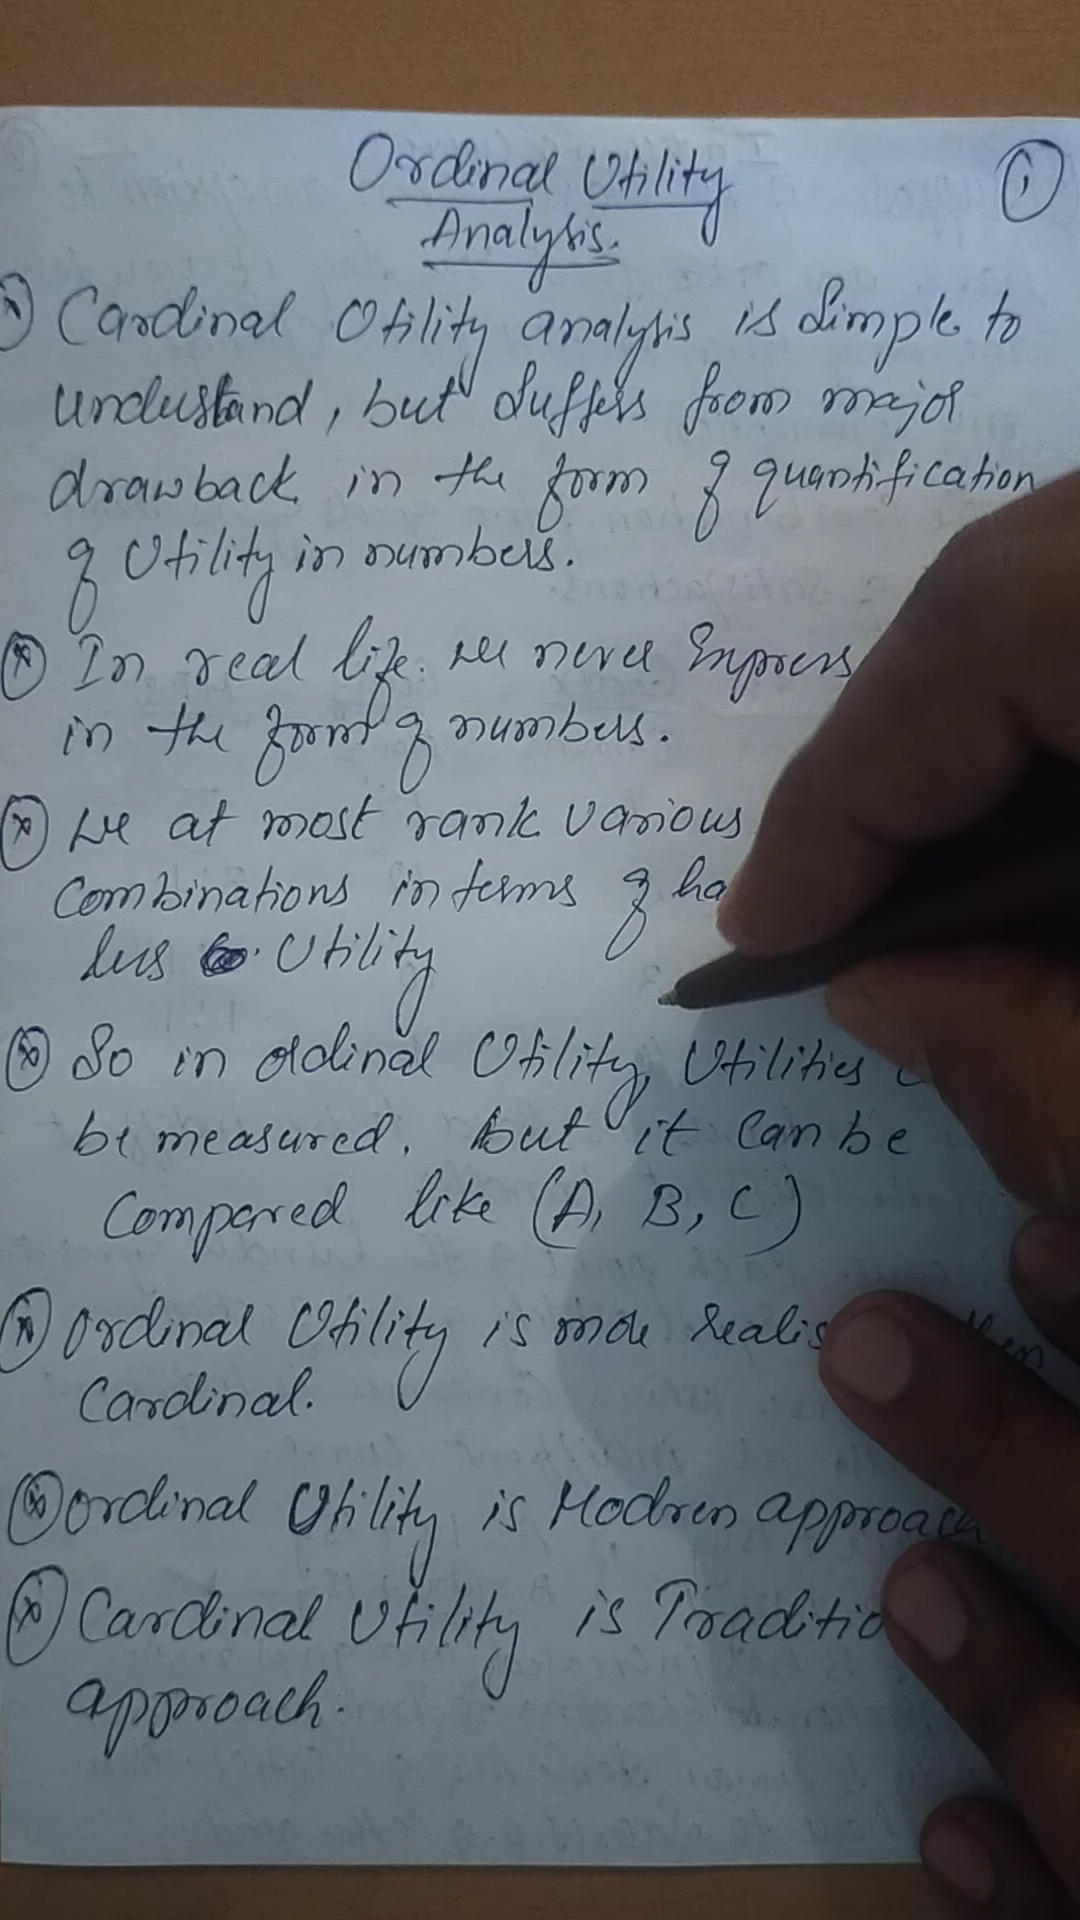 Ordinal Utility
Analysis.
1
Cardinal Utility analysis is Simple to
understand, but Suffers from major
drawback in the form of quantification
of Utility in numbers.
In real life. we never Express
in the form of numbers.
we at most rank various
Combinations in terms of ha
less Utility
So in ordinal Utility, Utilities
be measured. but it can be
Compared like (A, B, C)
Ordinal Utility is more realis
Cardinal.
ordinal Utility is Modren approach
Cardinal Utility is Traditio
approach.